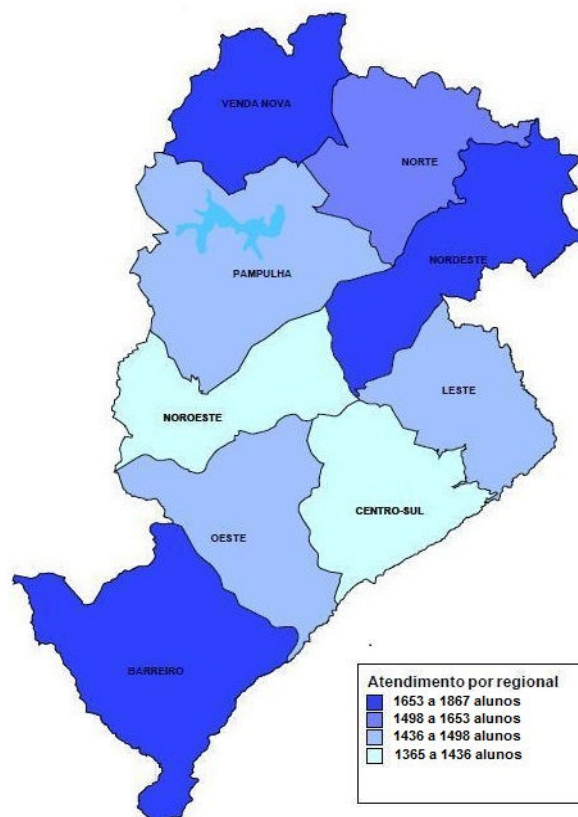 VENDA NOVA
NORTE
NORDESTE
PAMPULHA
LESTE
NOROESTE
CENTRO-SUL
OESTE
BARREIRO
Atendimento por regional
1653 a 1867 alunos
1498 a 1653 alunos
1436 a 1498 alunos
1365 a 1436 alunos